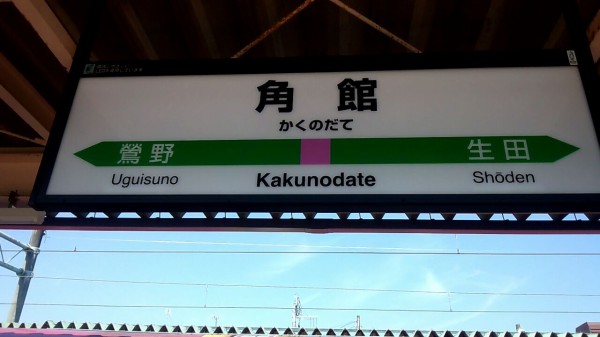 角館
かくのだて
鶯野 生田
Uguisuno Kakunodate Shōden